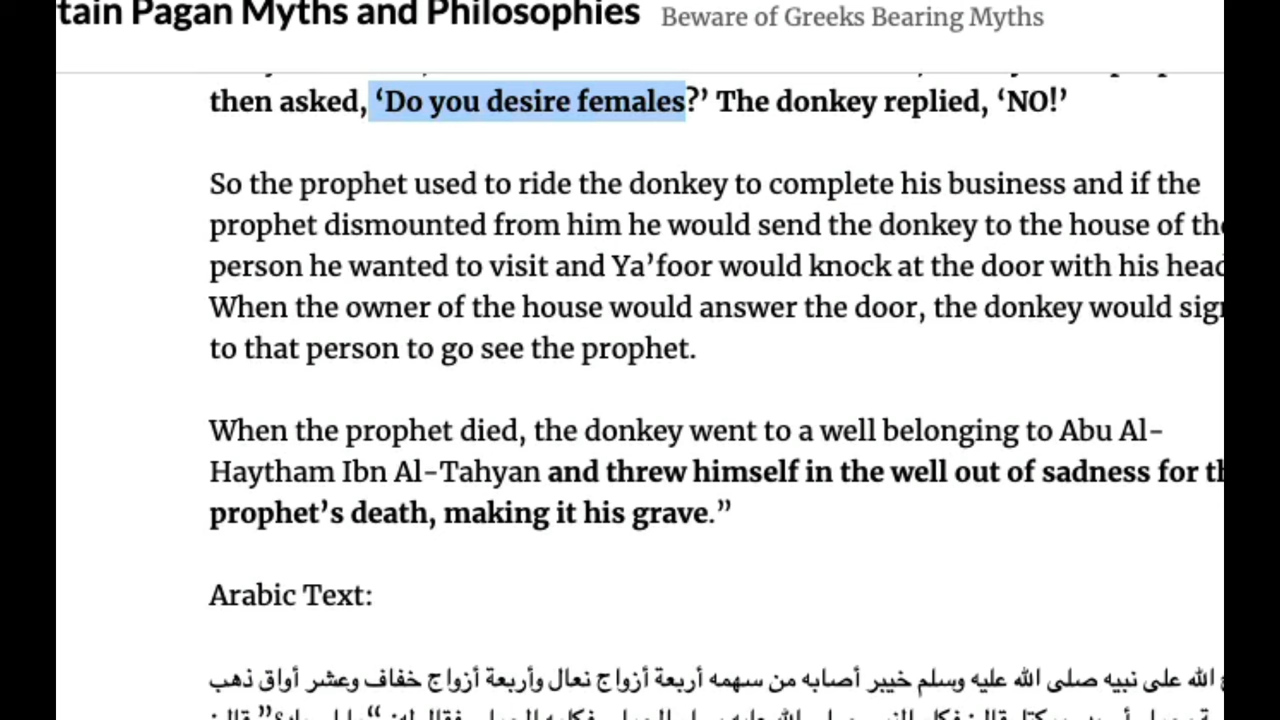 tain Pagan Myths and Philosophies Beware of Greeks Bearing Myths
then asked, ‘Do you desire females?’ The donkey replied, ‘NO!’
So the prophet used to ride the donkey to complete his business and if the
prophet dismounted from him he would send the donkey to the house of the
person he wanted to visit and Ya’foor would knock at the door with his head
When the owner of the house would answer the door, the donkey would sign
to that person to go see the prophet.
When the prophet died, the donkey went to a well belonging to Abu Al-
Haytham Ibn Al-Tahyan and threw himself in the well out of sadness for th
prophet’s death, making it his grave.”
Arabic Text:
الله على نبيه صلى الله عليه وسلم خيبر أصابه من سهمه أربعة أزواج نعال وأربعة أزواج خفاف وعشر أواق ذهب